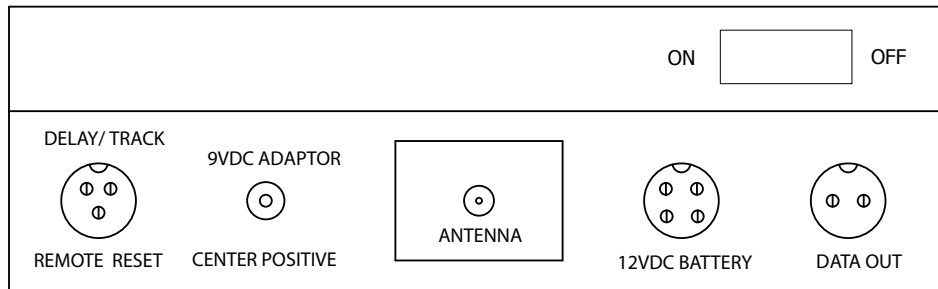 ON OFF
DELAY/ TRACK
9VDC ADAPTOR
ANTENNA
REMOTE RESET
CENTER POSITIVE
12VDC BATTERY
DATA OUT